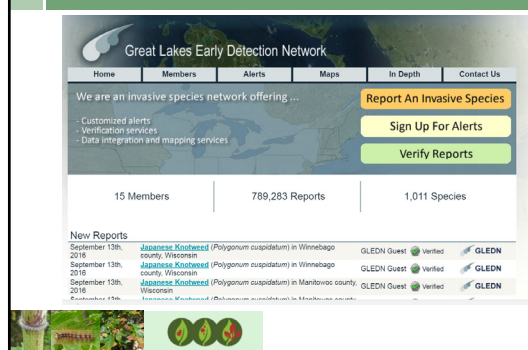 Great Lakes Early Detection Network
Home Members Alerts Maps In Depth Contact Us
We are an invasive species network offering ...
- Customized alerts
- Verification services
- Data integration and mapping services
Report An Invasive Species
Sign Up For Alerts
Verify Reports
15 Members 789,283 Reports 1,011 Species
New Reports
September 13th, 2016 Japanese Knotweed (Polygonum cuspidatum) in Winnebago county, Wisconsin GLEDN Guest Verified GLEDN
September 13th, 2016 Japanese Knotweed (Polygonum cuspidatum) in Winnebago county, Wisconsin GLEDN Guest Verified GLEDN
September 13th, 2016 Japanese Knotweed (Polygonum cuspidatum) in Manitowoc county, Wisconsin GLEDN Guest Verified GLEDN